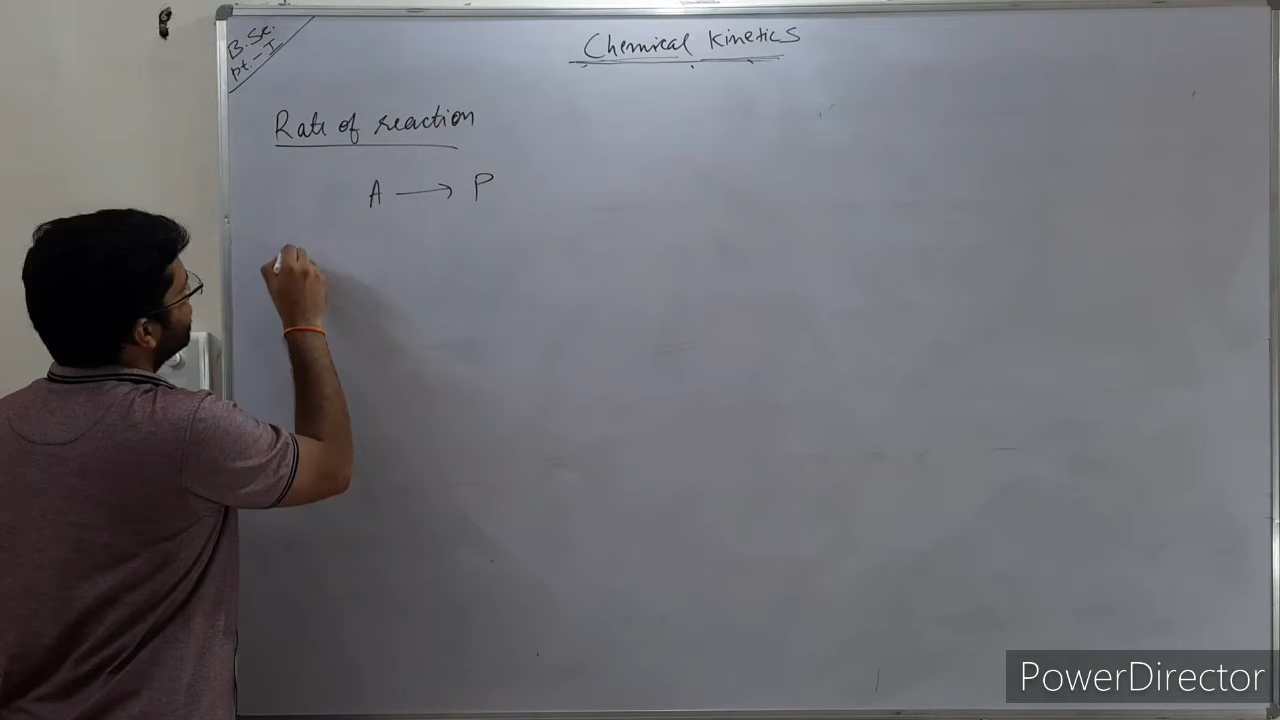 B.Sc.
pt.-I
Chemical Kinetics
Rate of reaction
A → P
PowerDirector